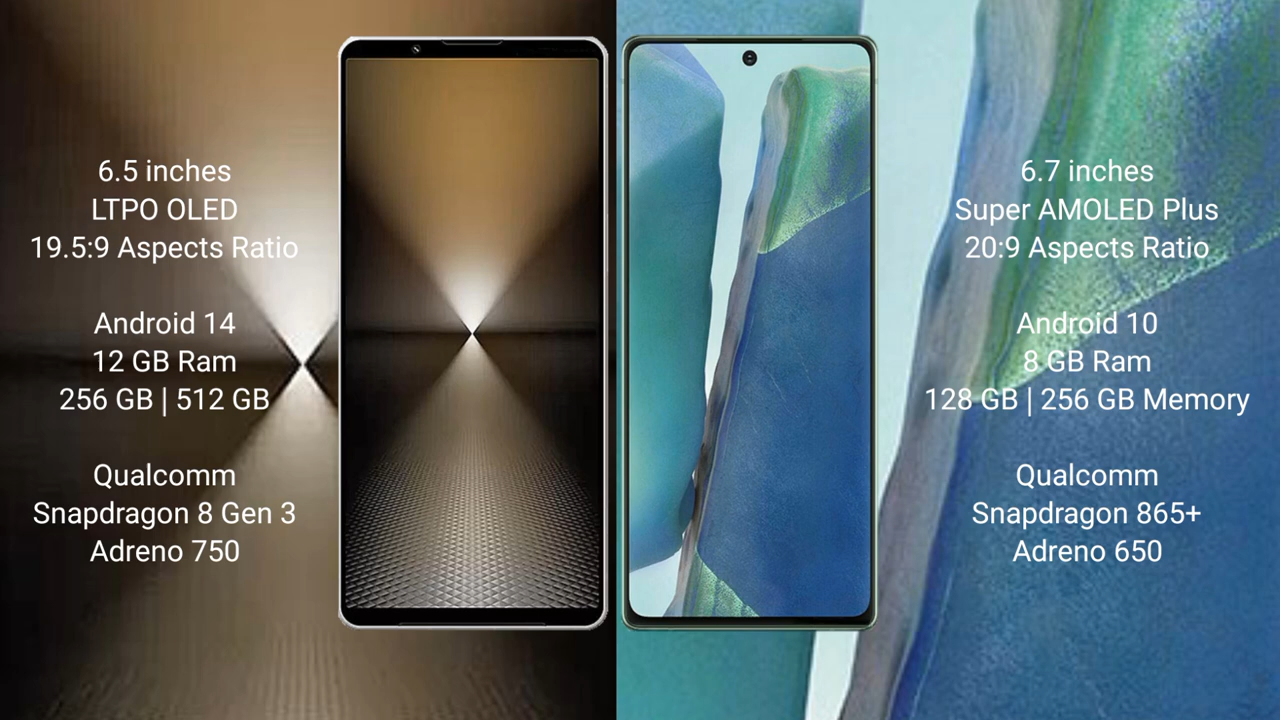 6.5 inches
LTPO OLED
19.5:9 Aspects Ratio
Android 14
12 GB Ram
256 GB | 512 GB
Qualcomm
Snapdragon 8 Gen 3
Adreno 750
6.7 inches
Super AMOLED Plus
20:9 Aspects Ratio
Android 10
8 GB Ram
128 GB | 256 GB Memory
Qualcomm
Snapdragon 865+
Adreno 650